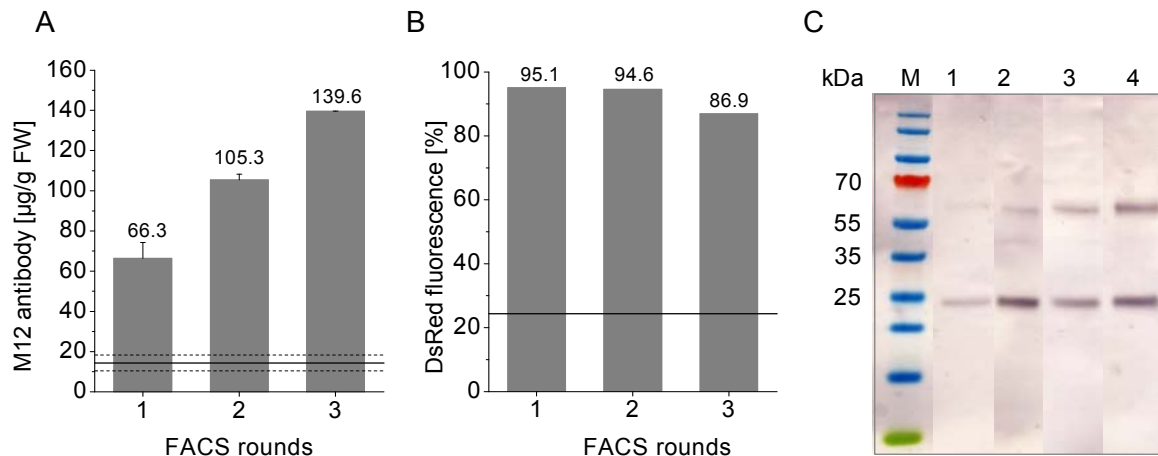 A
M12 antibody [µg/g FW]
160
140
120
100
80
60
40
20
0
66.3
105.3
139.6
1 2 3
FACS rounds
B
DsRed fluorescence [%]
100
80
60
40
20
0
95.1
94.6
86.9
1 2 3
FACS rounds
C
kDa M 1 2 3 4
70
55
35
25